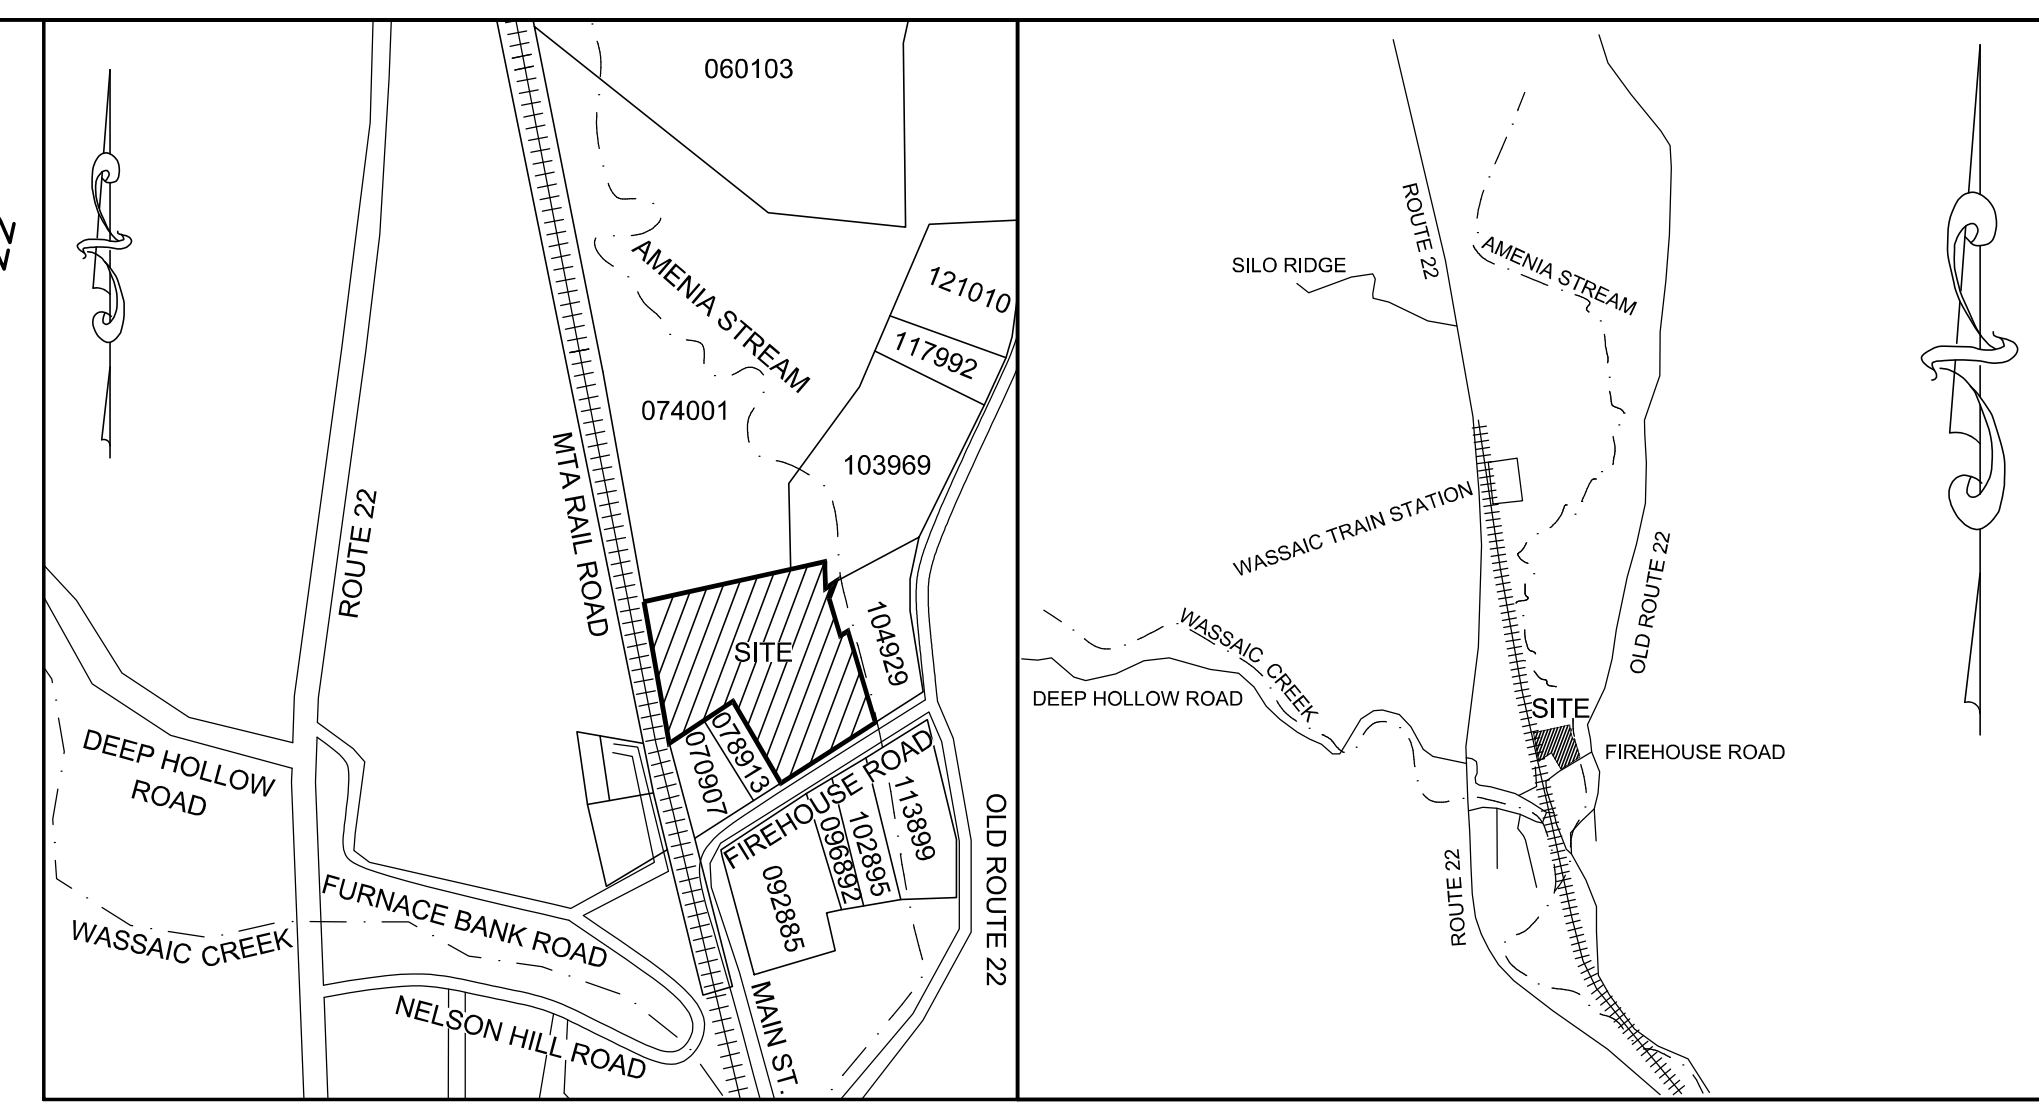 22
060103
AMENIA STREAM
121010
117992
074001
103969
MTA RAIL ROAD
ROUTE 22
104929
SITE
078913
070907
DEEP HOLLOW
ROAD
FIREHOUSE ROAD
113899
102895
096892
092885
OLD ROUTE 22
FURNACE BANK ROAD
WASSAIC CREEK
NELSON HILL ROAD
MAIN ST.
ROUTE 22
SILO RIDGE
AMENIA STREAM
WASSAIC TRAIN STATION
OLD ROUTE 22
WASSAIC CREEK
DEEP HOLLOW ROAD
SITE
FIREHOUSE ROAD
ROUTE 22